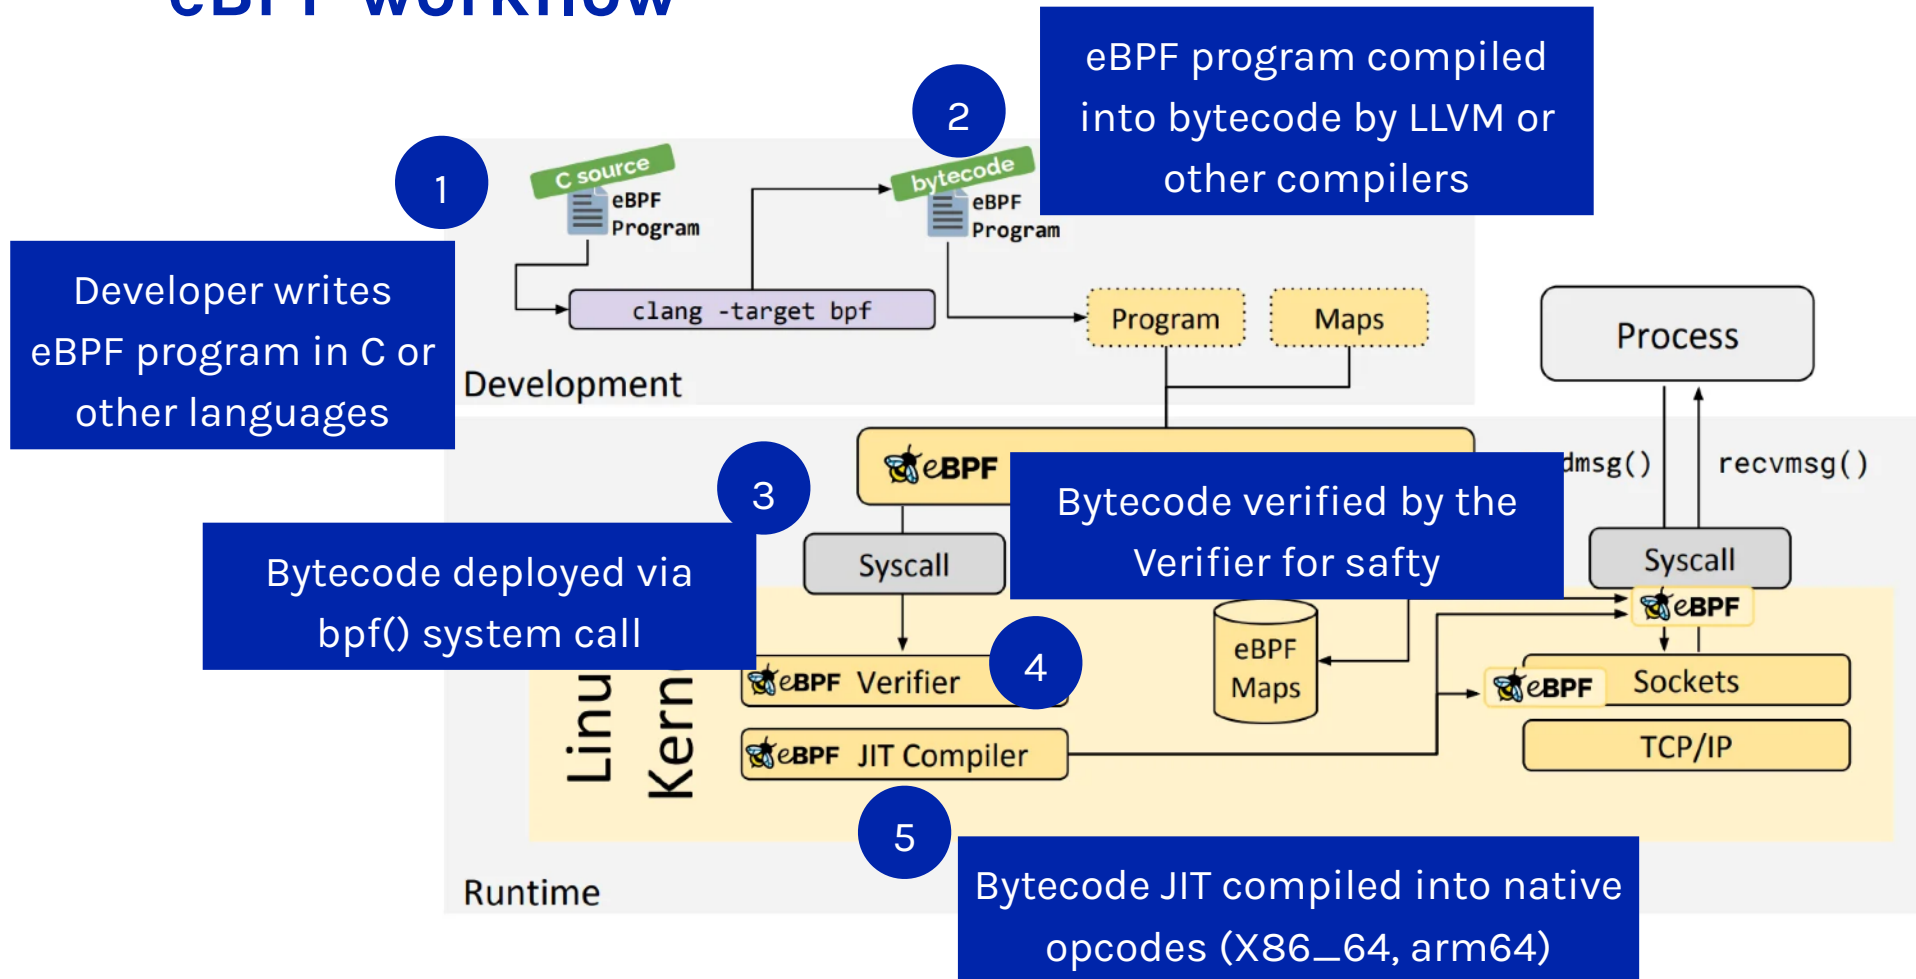 eBPF workflow
2
eBPF program compiled
into bytecode by LLVM or
other compilers
1
C source
eBPF
Program
bytecode
eBPF
Program
Developer writes
eBPF program in C or
other languages
clang -target bpf
Program
Maps
Process
Development
eBPF
dmsg()
recvmsg()
3
Bytecode verified by the
Verifier for safty
Bytecode deployed via
bpf() system call
Syscall
Syscall
eBPF
eBPF
Maps
4
eBPF Verifier
eBPF
Sockets
eBPF JIT Compiler
TCP/IP
Linu
Kern
5
Runtime
Bytecode JIT compiled into native
opcodes (X86_64, arm64)